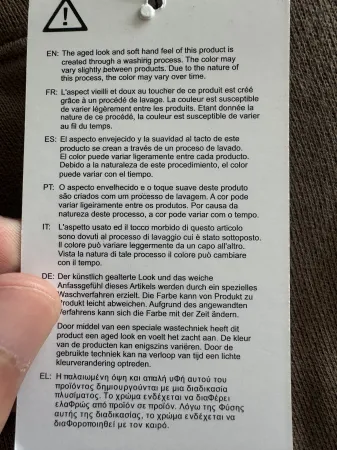 EN: The aged look and soft hand feel of this product is
created through a washing process. The color may
vary slightly between products. Due to the nature of
this process, the color may vary over time.
FR: L'aspect vieilli et doux au toucher de ce produit est créé
grâce à un procédé de lavage. La couleur est susceptible
de varier légèrement entre les produits. Etant donnée la
nature de ce procédé, la couleur est susceptible de varier
au fil du temps.
ES: El aspecto envejecido y la suavidad al tacto de este
producto se crean a través de un proceso de lavado.
El color puede variar ligeramente entre cada producto.
Debido a la naturaleza de este procedimiento, el color
puede variar con el tiempo.
PT: O aspecto envelhecido e o toque suave deste produto
são criados com um processo de lavagem. A cor pode
variar ligeiramente entre os produtos. Por causa da
natureza deste processo, a cor pode variar com o tempo.
IT: L'aspetto usato ed il tocco morbido di questo articolo
sono dovuti al processo di lavaggio cui è stato sottoposto.
Il colore può variare leggermente da un capo all'altro.
Vista la natura di tale processo il colore può cambiare
con il tempo.
DE: Der künstlich gealterte Look und das weiche
Anfassgefühl dieses Artikels werden durch ein spezielles
Waschverfahren erzielt. Die Farbe kann von Produkt zu
Produkt leicht abweichen. Aufgrund des angewandten
Verfahrens kann sich die Farbe mit der Zeit ändern.
Door middel van een speciale wastechniek heeft dit
product een aged look en voelt het zacht aan. De kleur
van de producten kan enigszins variëren. Door de
gebruikte techniek kan na verloop van tijd een lichte
kleurverandering optreden.
EL: Η παλαιωμένη όψη και απαλή υφή αυτού του
προϊόντος δημιουργούνται με μια διαδικασία
πλυσίματος. Το χρώμα ενδέχεται να διαφέρει
ελαφρώς από προϊόν σε προϊόν. Λόγω της φύσης
αυτής της διαδικασίας, το χρώμα ενδέχεται να
διαφοροποιηθεί με τον καιρό.